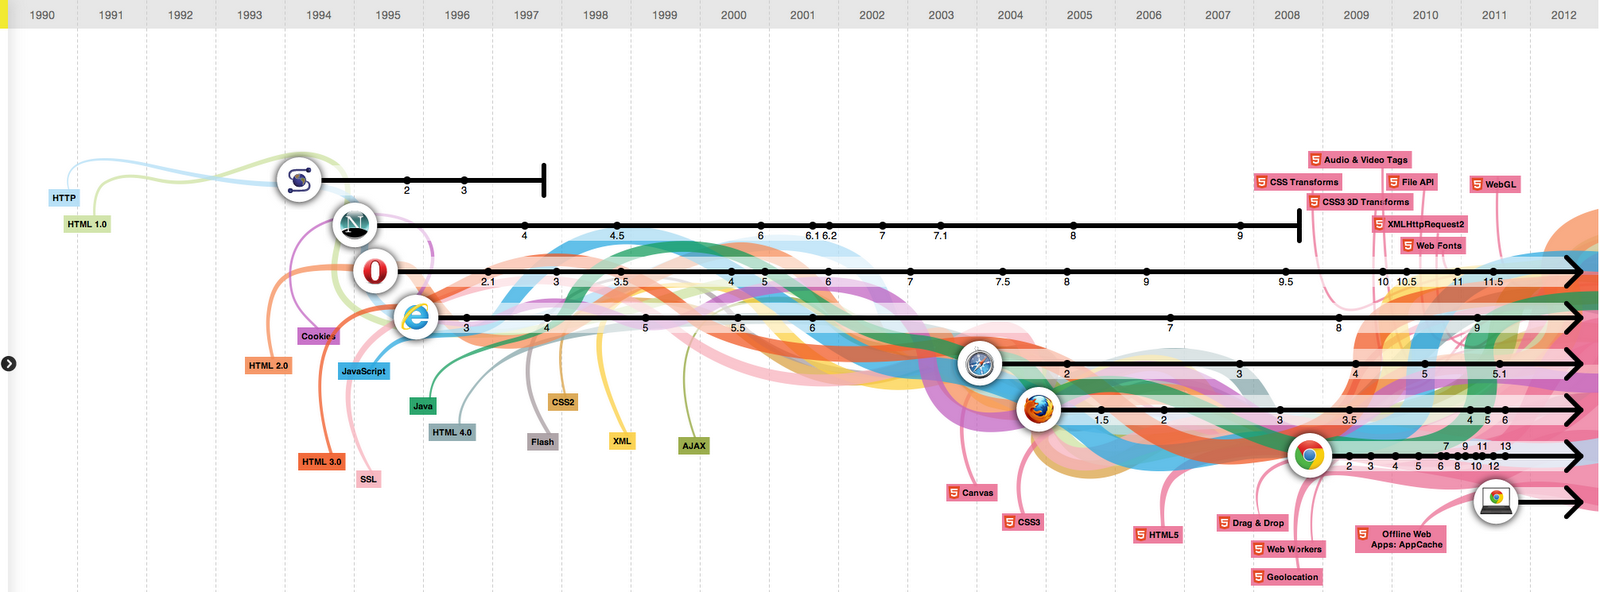 1990 1991 1992 1993 1994 1995 1996 1997 1998 1999 2000 2001 2002 2003 2004 2005 2006 2007 2008 2009 2010 2011 2012
Audio & Video Tags
CSS Transforms
File API
WebGL
CSS3 3D Transforms
XMLHttpRequest2
Web Fonts
HTTP
HTML 1.0
2 3
N
4 4.5 6 6.1 6.2 7 7.1 8 9
2.1 3 3.5 4 5 6 7 7.5 8 9 9.5 10 10.5 11 11.5
3 4 5 5.5 6 7 8 9
Cookies
HTML 2.0
JavaScript
2 3 4 5 5.1
Java
CSS2
1.5 2 3 3.5 4 5 6
HTML 4.0
Flash
XML
AJAX
7 9 11 13
2 3 4 5 6 8 10 12
HTML 3.0
SSL
5 Canvas
5 CSS3
5 HTML5
5 Drag & Drop
5 Web Workers
5 Geolocation
5 Offline Web
Apps: AppCache